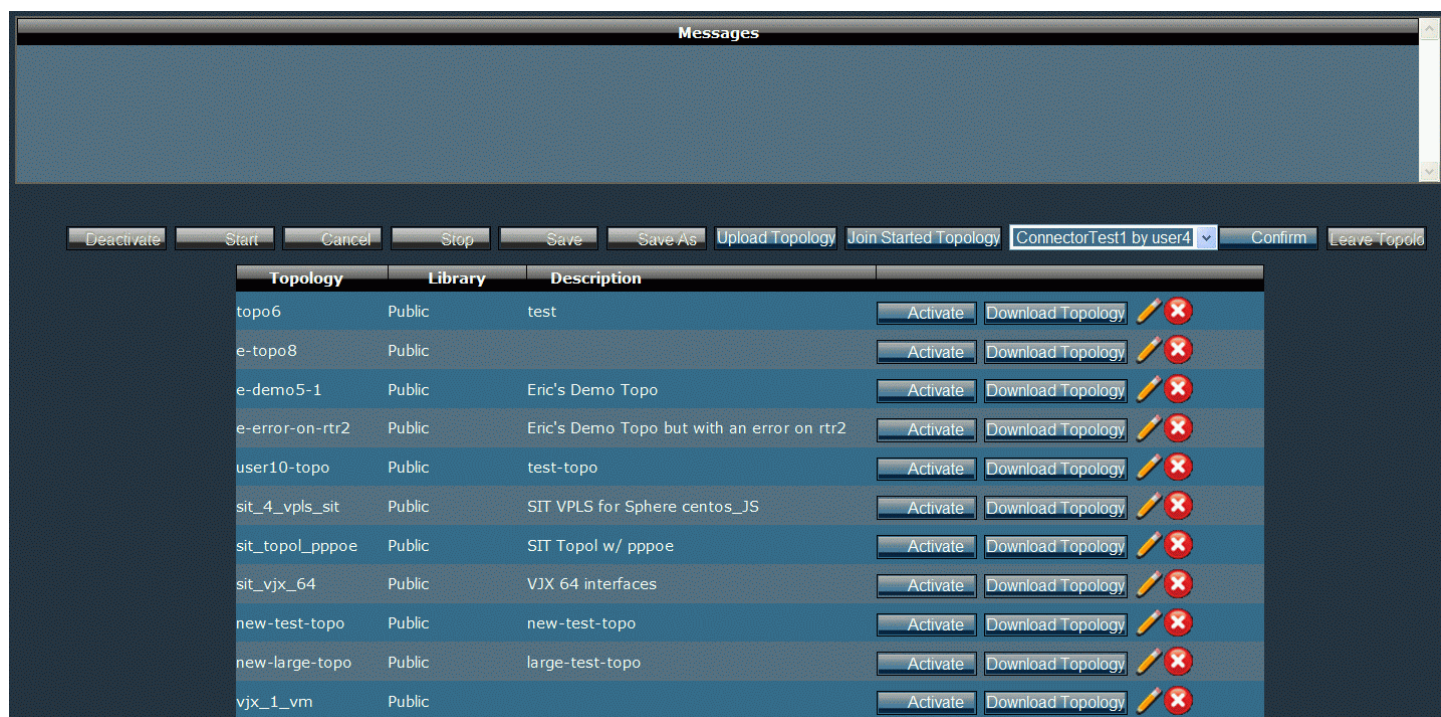 Messages
Deactivate Start Cancel Stop Save Save As Upload Topology Join Started Topology ConnectorTest1 by user4 Confirm Leave Topolo
Topology Library Description
topo6 Public test Activate Download Topology
e-topo8 Public Activate Download Topology
e-demo5-1 Public Eric's Demo Topo Activate Download Topology
e-error-on-rtr2 Public Eric's Demo Topo but with an error on rtr2 Activate Download Topology
user10-topo Public test-topo Activate Download Topology
sit_4_vpls_sit Public SIT VPLS for Sphere centos_JS Activate Download Topology
sit_topol_pppoe Public SIT Topol w/ pppoe Activate Download Topology
sit_vjx_64 Public VJX 64 interfaces Activate Download Topology
new-test-topo Public new-test-topo Activate Download Topology
new-large-topo Public large-test-topo Activate Download Topology
vjx_1_vm Public Activate Download Topology